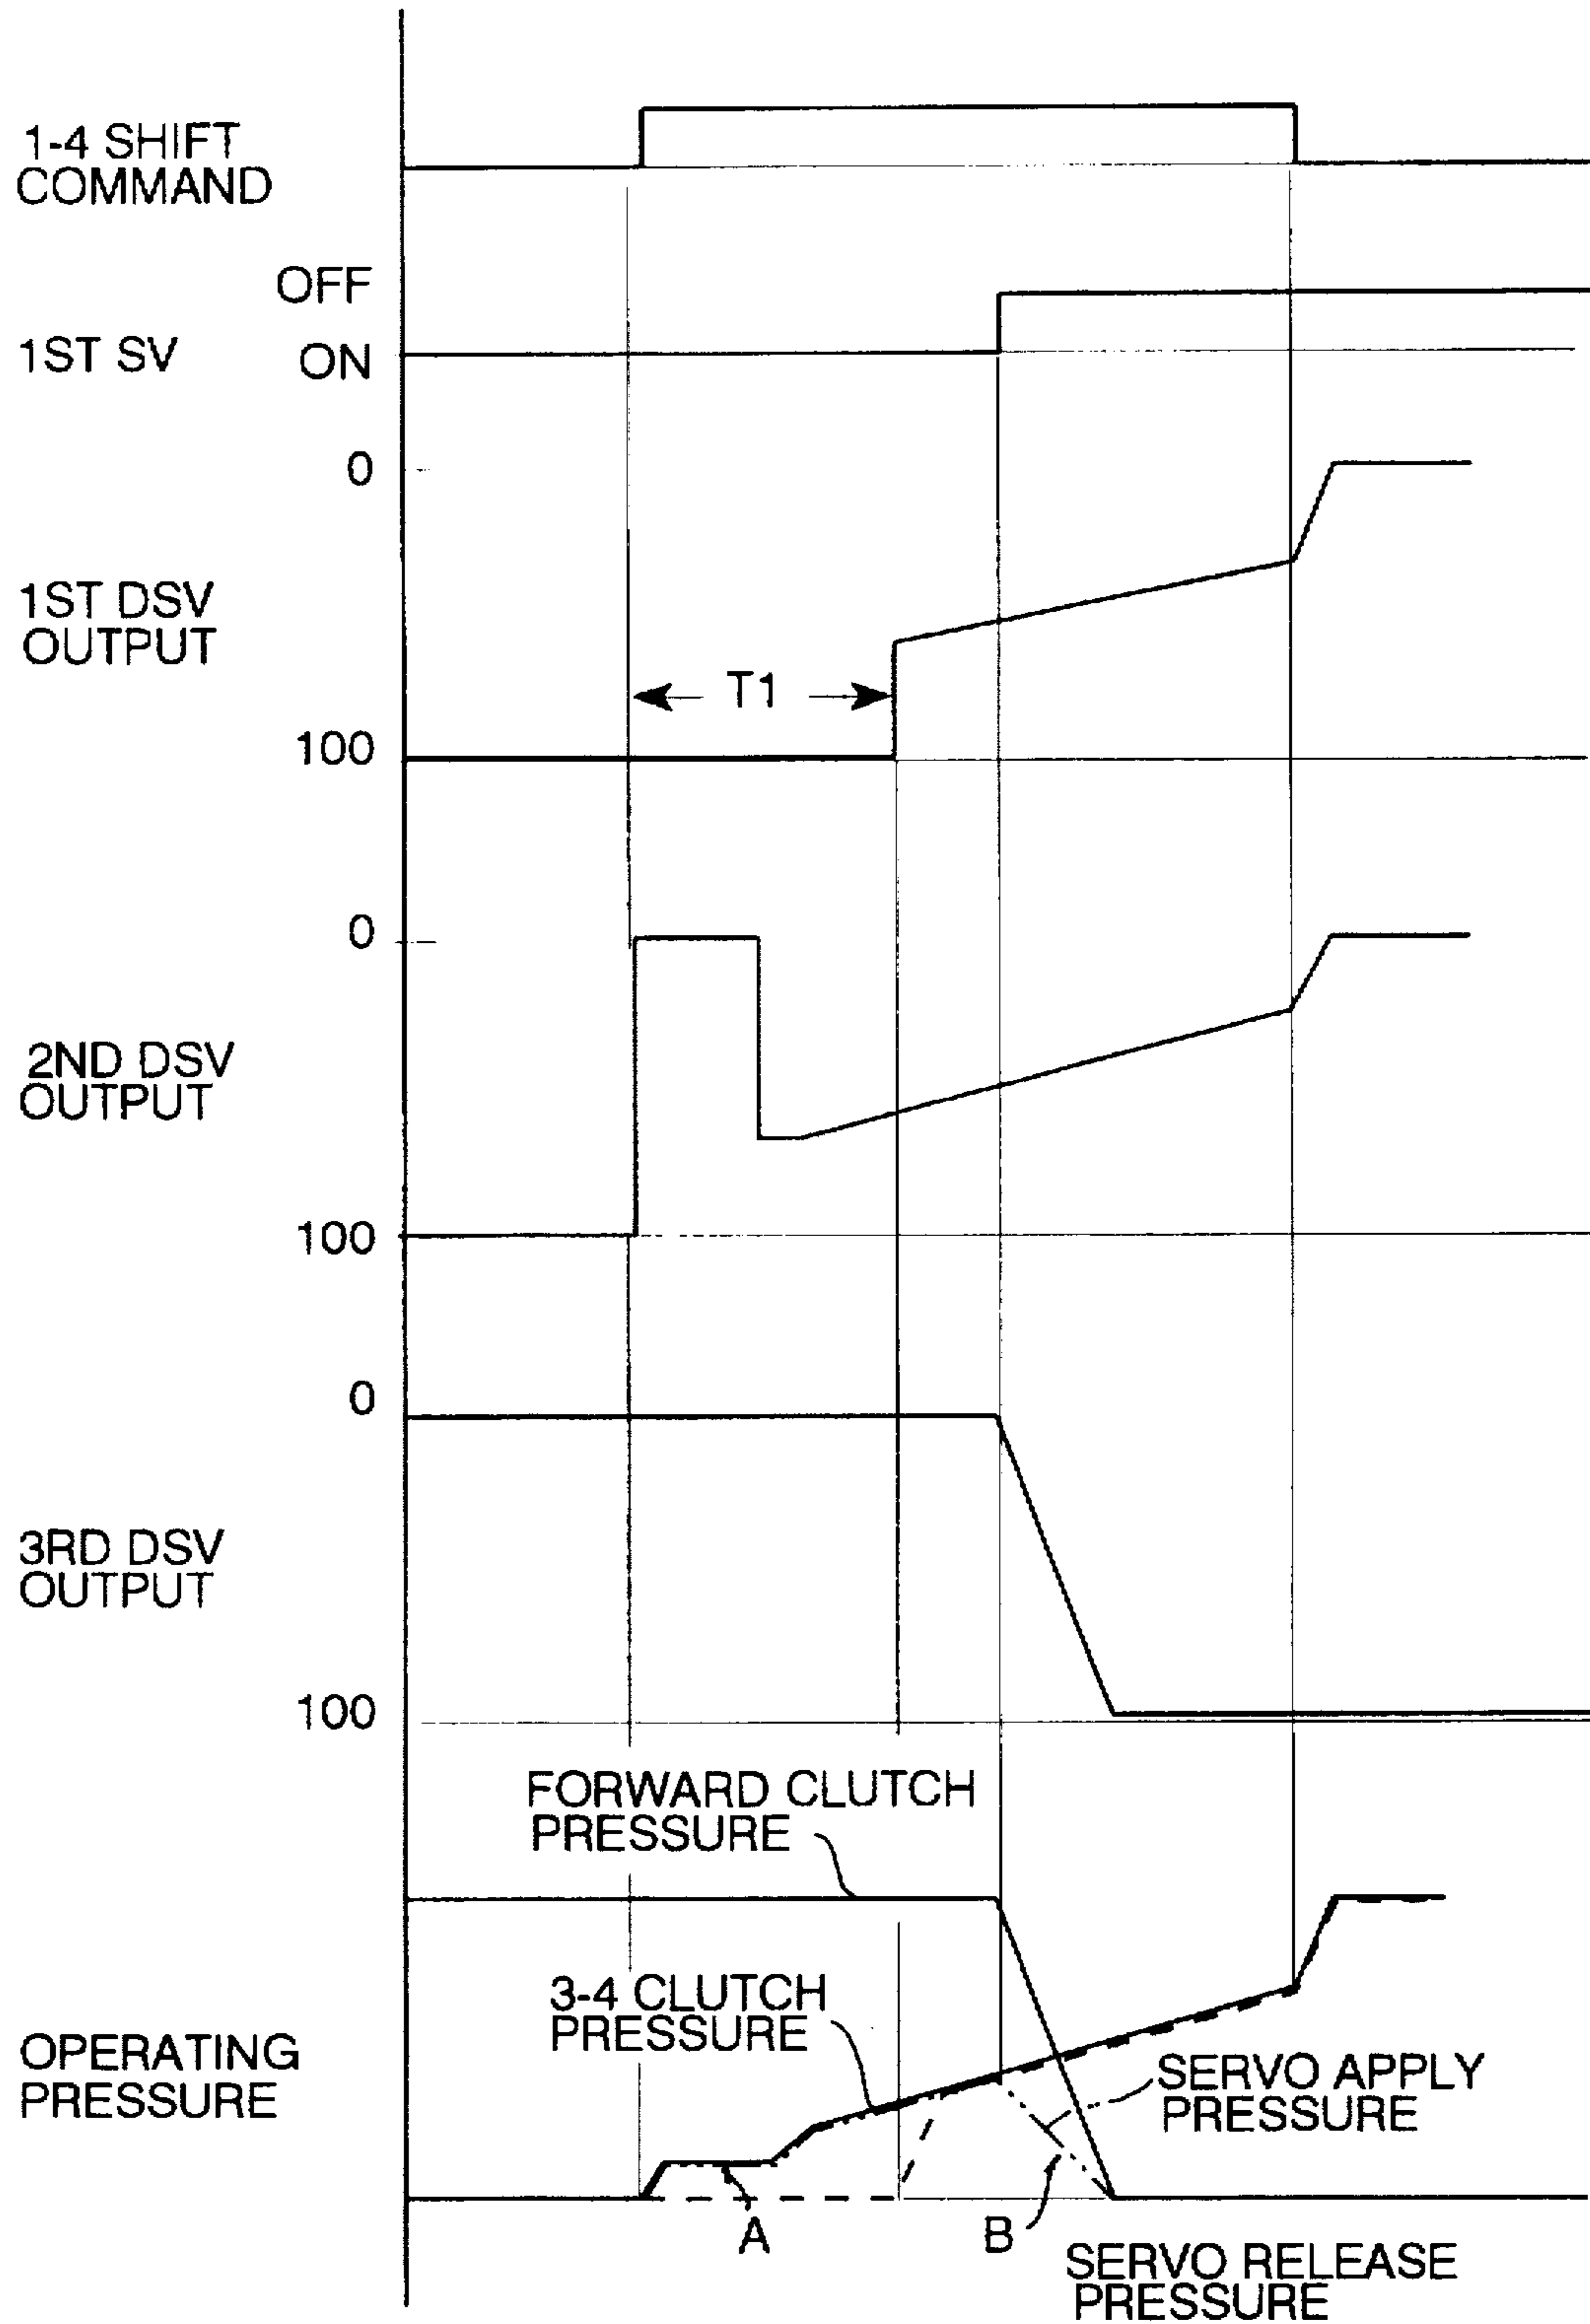 1-4 SHIFT
COMMAND
OFF
1ST SV
ON
0
1ST DSV
OUTPUT
T1
100
0
2ND DSV
OUTPUT
100
0
3RD DSV
OUTPUT
100
FORWARD CLUTCH
PRESSURE
3-4 CLUTCH
PRESSURE
OPERATING
PRESSURE
SERVO APPLY
PRESSURE
A
B
SERVO RELEASE
PRESSURE